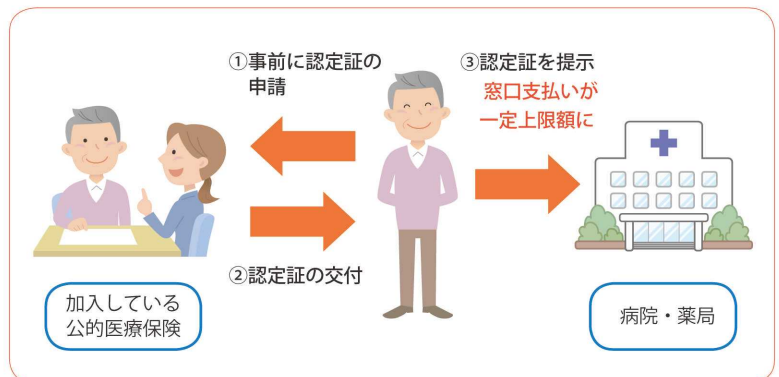 ①事前に認定証の
申請
③認定証を提示
窓口支払いが
一定上限額に
②認定証の交付
加入している
公的医療保険
病院・薬局